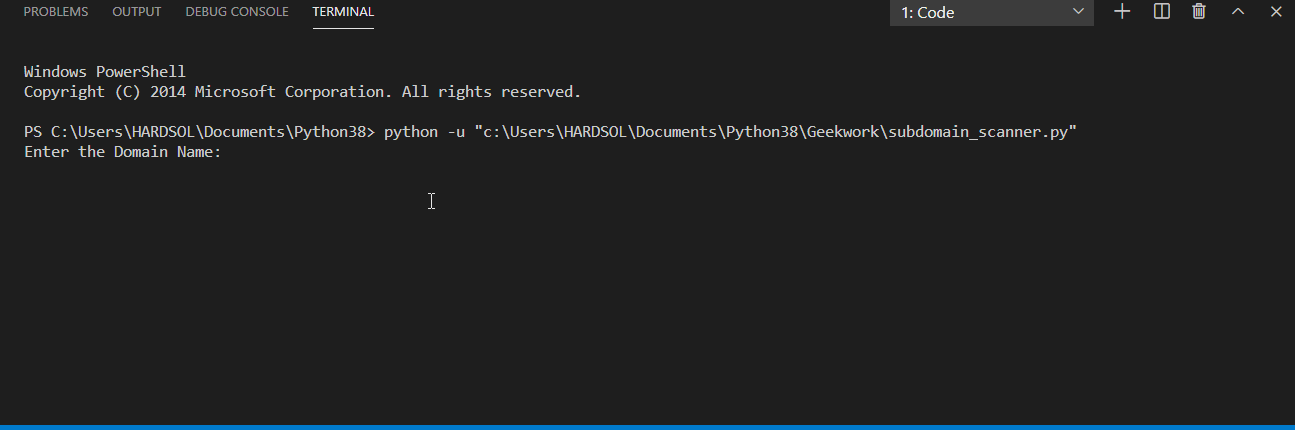 PROBLEMS OUTPUT DEBUG CONSOLE TERMINAL 1: Code
Windows PowerShell
Copyright (C) 2014 Microsoft Corporation. All rights reserved.
PS C:\Users\HARDSOL\Documents\Python38> python -u "c:\Users\HARDSOL\Documents\Python38\Geekwork\subdomain_scanner.py"
Enter the Domain Name: